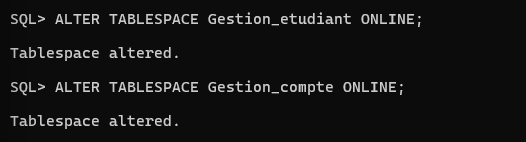 SQL> ALTER TABLESPACE Gestion_etudiant ONLINE;
Tablespace altered.
SQL> ALTER TABLESPACE Gestion_compte ONLINE;
Tablespace altered.